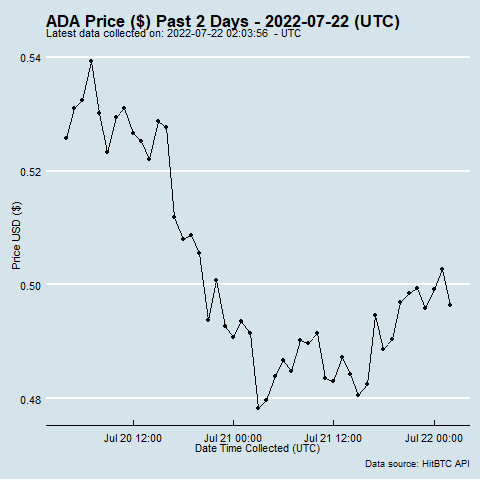 ADA Price ($) Past 2 Days - 2022-07-22 (UTC)
Latest data collected on: 2022-07-22 02:03:56  - UTC
0.54
0.52
0.50
0.48
Price USD ($)
Jul 20 12:00
Jul 21 00:00
Jul 21 12:00
Jul 22 00:00
Date Time Collected (UTC)
Data source: HitBTC API